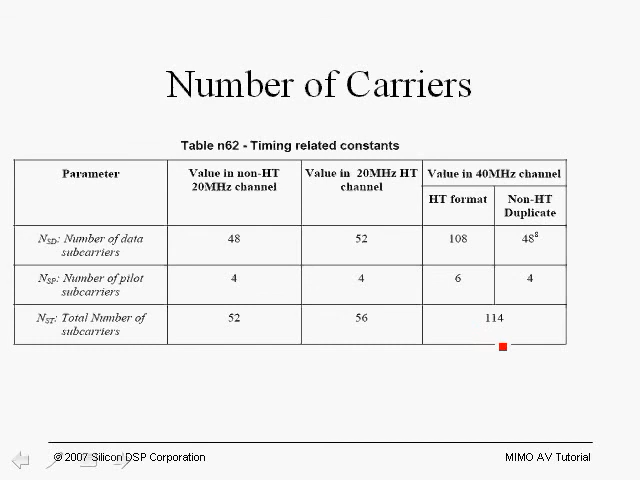 Number of Carriers
Table n62 - Timing related constants
Parameter
Value in non-HT
20MHz channel
Value in 20MHz HT
channel
Value in 40MHz channel
HT format
Non-HT
Duplicate
N_SD: Number of data
subcarriers
48
52
108
48⁸
N_SP: Number of pilot
subcarriers
4
4
6
4
N_ST: Total Number of
subcarriers
52
56
114
© 2007 Silicon DSP Corporation
MIMO AV Tutorial